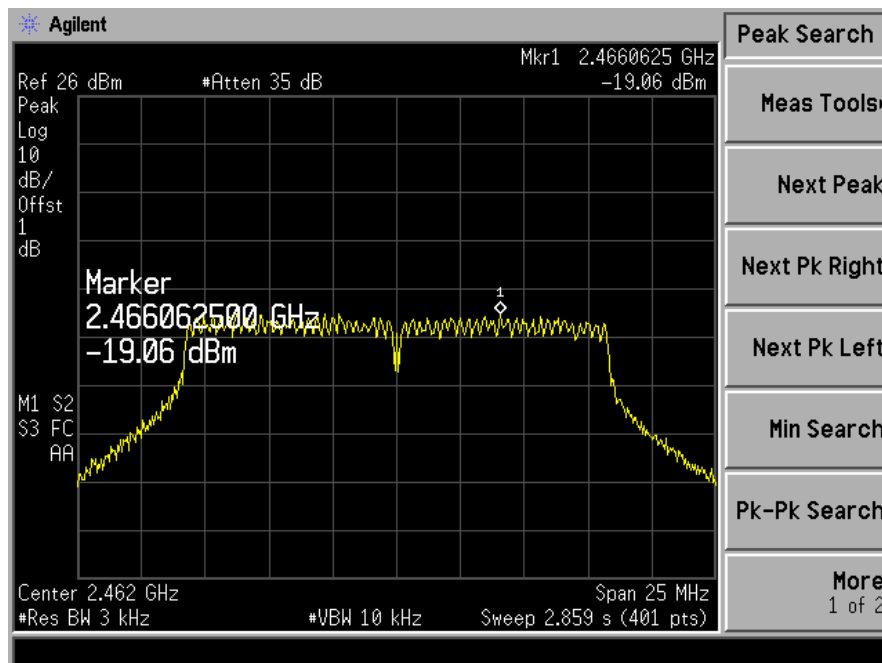 Agilent
Peak Search
Mkr1 2.4660625 GHz
Ref 26 dBm #Atten 35 dB -19.06 dBm
Peak
Log
10
dB/
Offst
1
dB
Marker
2.466062500 GHz
-19.06 dBm
1
M1 S2
S3 FC
AA
Center 2.462 GHz Span 25 MHz
#Res BW 3 kHz #VBW 10 kHz Sweep 2.859 s (401 pts)
Meas Tools
Next Peak
Next Pk Right
Next Pk Left
Min Search
Pk-Pk Search
More
1 of 2